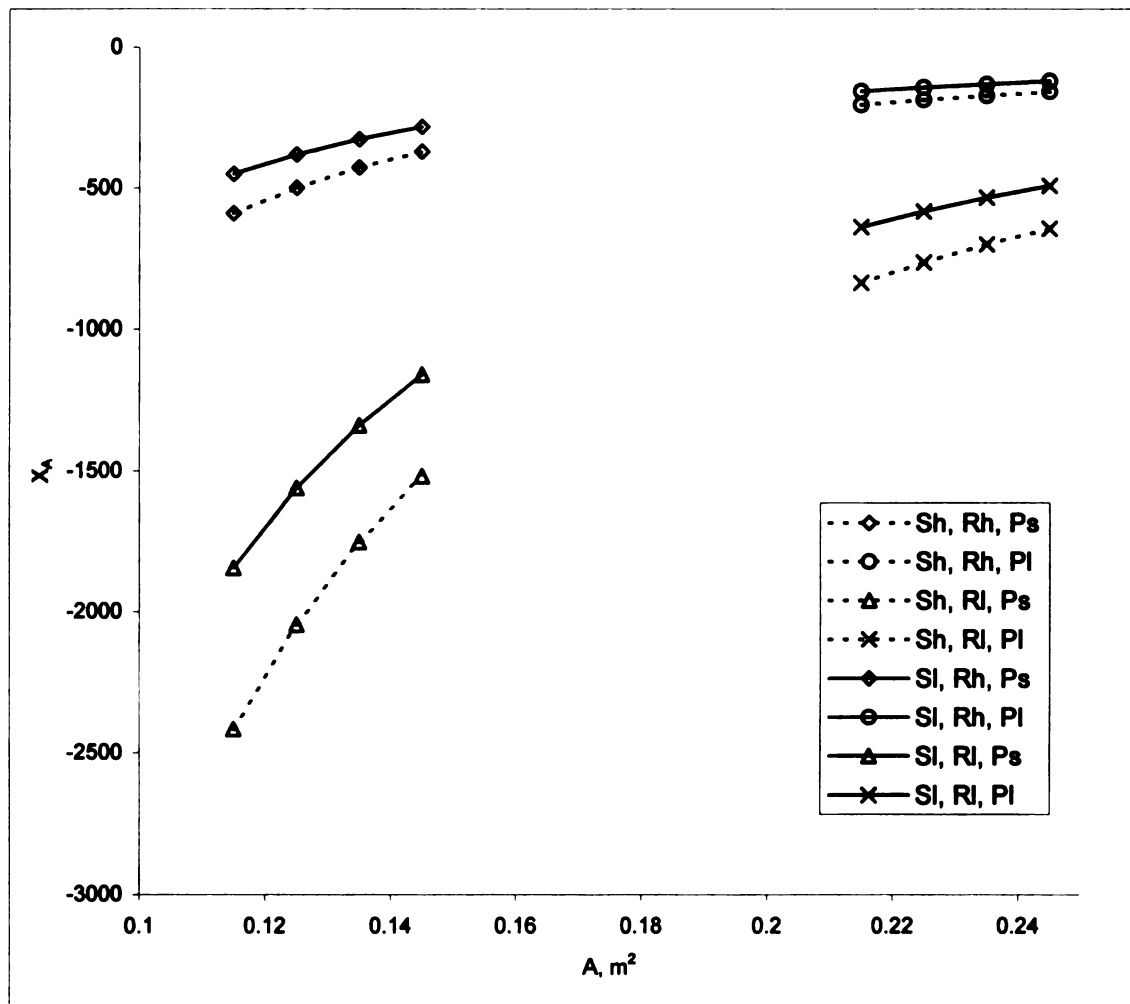 0
-500
-1000
-1500
-2000
-2500
-3000
X_A
0.1 0.12 0.14 0.16 0.18 0.2 0.22 0.24
A, m²
Sh, Rh, Ps
Sh, Rh, Pl
Sh, Rl, Ps
Sh, Rl, Pl
Sl, Rh, Ps
Sl, Rh, Pl
Sl, Rl, Ps
Sl, Rl, Pl